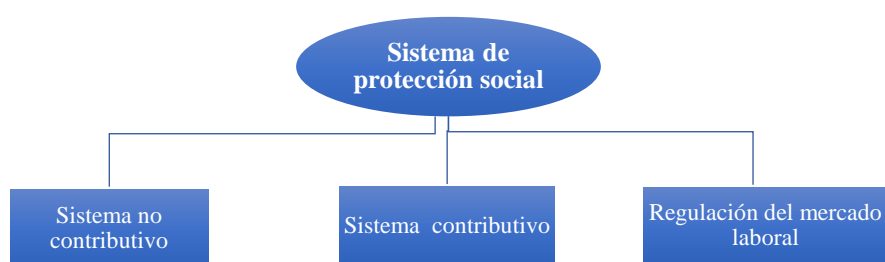 Sistema de
protección social
Sistema no
contributivo
Sistema contributivo
Regulación del mercado
laboral